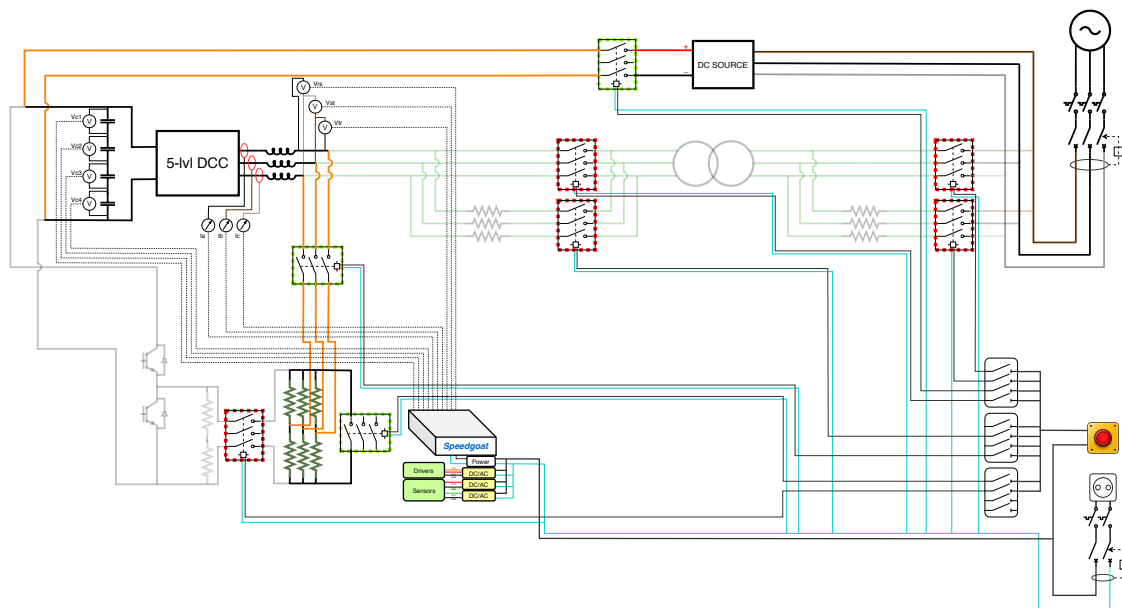 DC SOURCE
+
−
Vrs
Vst
Vtr
Vc1
V
Vc2
V
Vc3
V
Vc4
V
V
V
V
5-lvl DCC
Ia
Ib
Ic
Speedgoat
Power
Drivers
DC/AC
Sensors
DC/AC
DC/AC